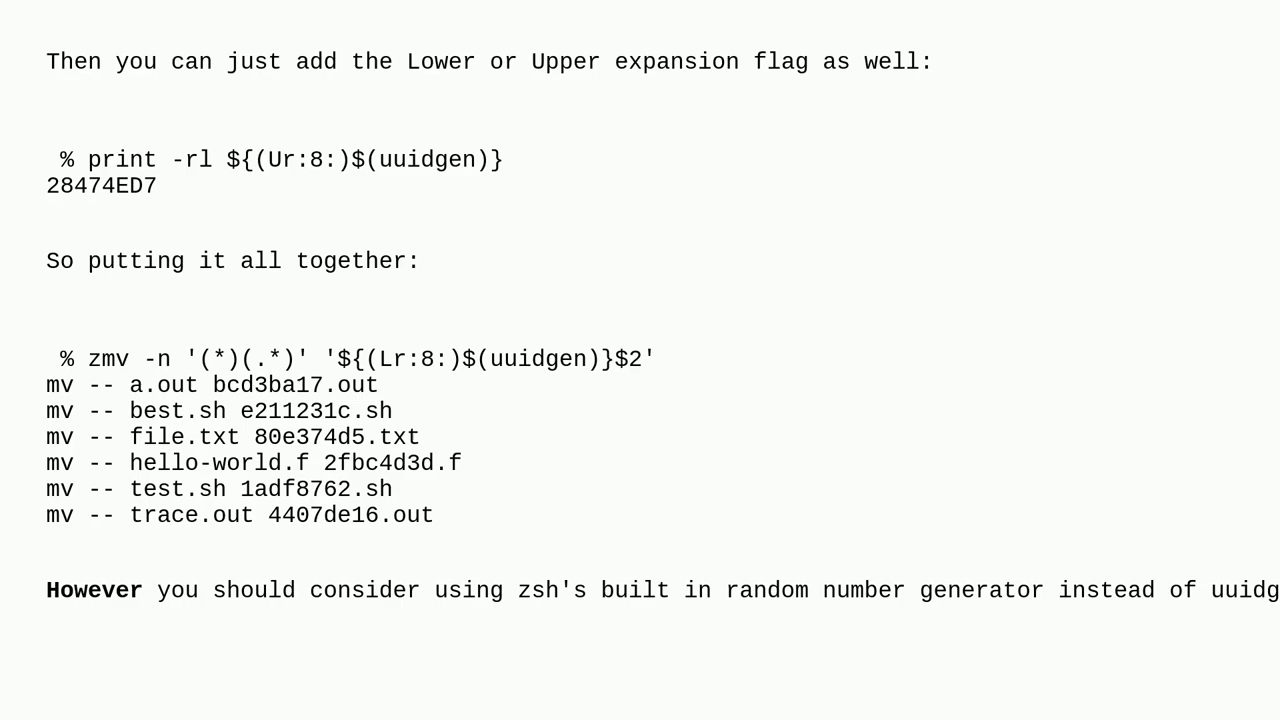 Then you can just add the Lower or Upper expansion flag as well:
% print -rl ${(Ur:8:)$(uuidgen)}
28474ED7
So putting it all together:
% zmv -n '(*)(.*)' '${(Lr:8:)$(uuidgen)}$2'
mv -- a.out bcd3ba17.out
mv -- best.sh e211231c.sh
mv -- file.txt 80e374d5.txt
mv -- hello-world.f 2fbc4d3d.f
mv -- test.sh 1adf8762.sh
mv -- trace.out 4407de16.out
However you should consider using zsh's built in random number generator instead of uuidg